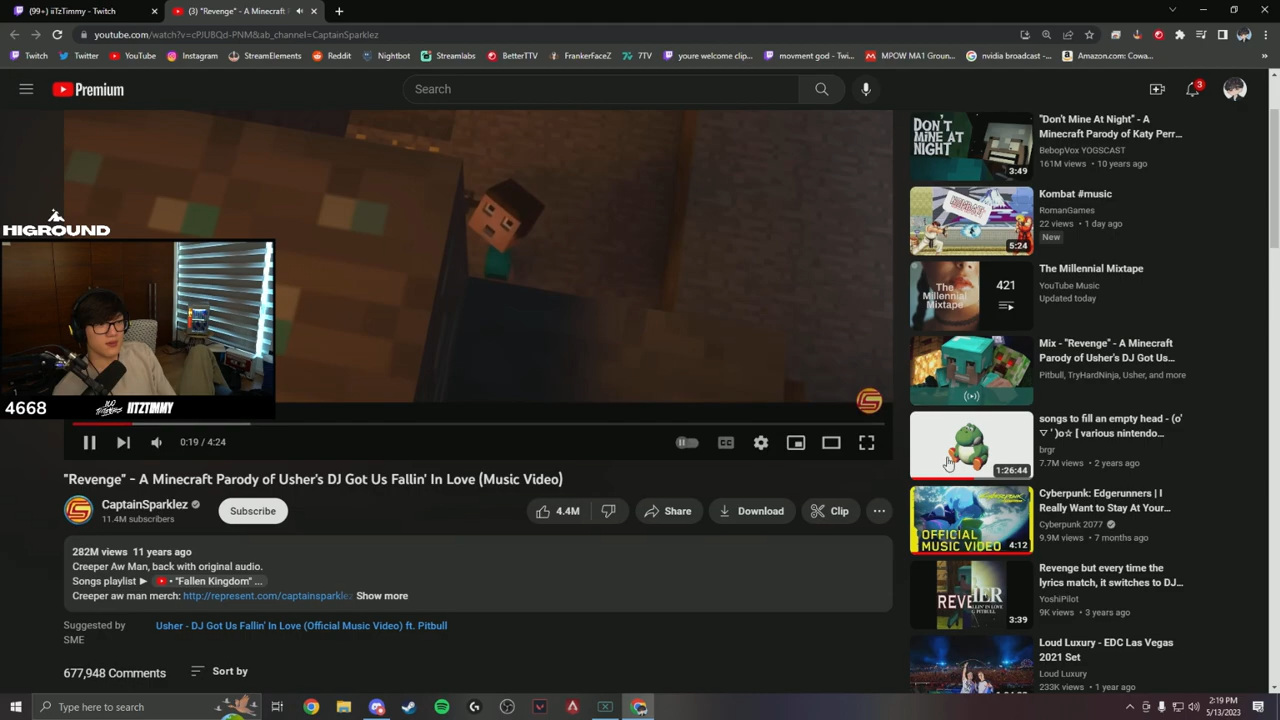 (99+) iiTzTimmy - Twitch
(3) "Revenge" - A Minecraft
youtube.com/watch?v=cPJUBQd-PNM&ab_channel=CaptainSparklez
Twitch
Twitter
YouTube
Instagram
StreamElements
Reddit
Nightbot
Streamlabs
BetterTTV
FrankerFaceZ
7TV
youre welcome clip...
movment god - Twi...
MPOW MA1 Groun...
nvidia broadcast -...
Amazon.com: Cowa...
Premium
Search
3
HIGROUND
4668
IITZTIMMY
0:19 / 4:24
"Revenge" - A Minecraft Parody of Usher's DJ Got Us Fallin' In Love (Music Video)
CaptainSparklez
11.4M subscribers
Subscribe
4.4M
Share
Download
Clip
282M views 11 years ago
Creeper Aw Man, back with original audio.
Songs playlist ▶ • "Fallen Kingdom" ...
Creeper aw man merch: http://represent.com/captainsparklez Show more
Suggested by
SME
Usher - DJ Got Us Fallin' In Love (Official Music Video) ft. Pitbull
677,948 Comments
Sort by
DON'T
MINE AT
NIGHT
3:49
"Don't Mine At Night" - A
Minecraft Parody of Katy Perr...
BebopVox YOGSCAST
161M views • 10 years ago
5:24
Kombat #music
RomanGames
22 views • 1 day ago
New
The
Millennial
Mixtape
421
The Millennial Mixtape
YouTube Music
Updated today
Mix - "Revenge" - A Minecraft
Parody of Usher's DJ Got Us...
Pitbull, TryHardNinja, Usher, and more
1:26:44
songs to fill an empty head - (o'
▽ ' )o☆ [ various nintendo...
brgr
7.7M views • 2 years ago
OFFICIAL
MUSIC VIDEO
4:12
Cyberpunk: Edgerunners | I
Really Want to Stay At Your...
Cyberpunk 2077
9.9M views • 7 months ago
3:39
Revenge but every time the
lyrics match, it switches to DJ...
YoshiPilot
9K views • 3 years ago
Loud Luxury - EDC Las Vegas
2021 Set
Loud Luxury
233K views • 1 year ago
Type here to search
2:19 PM
5/13/2023